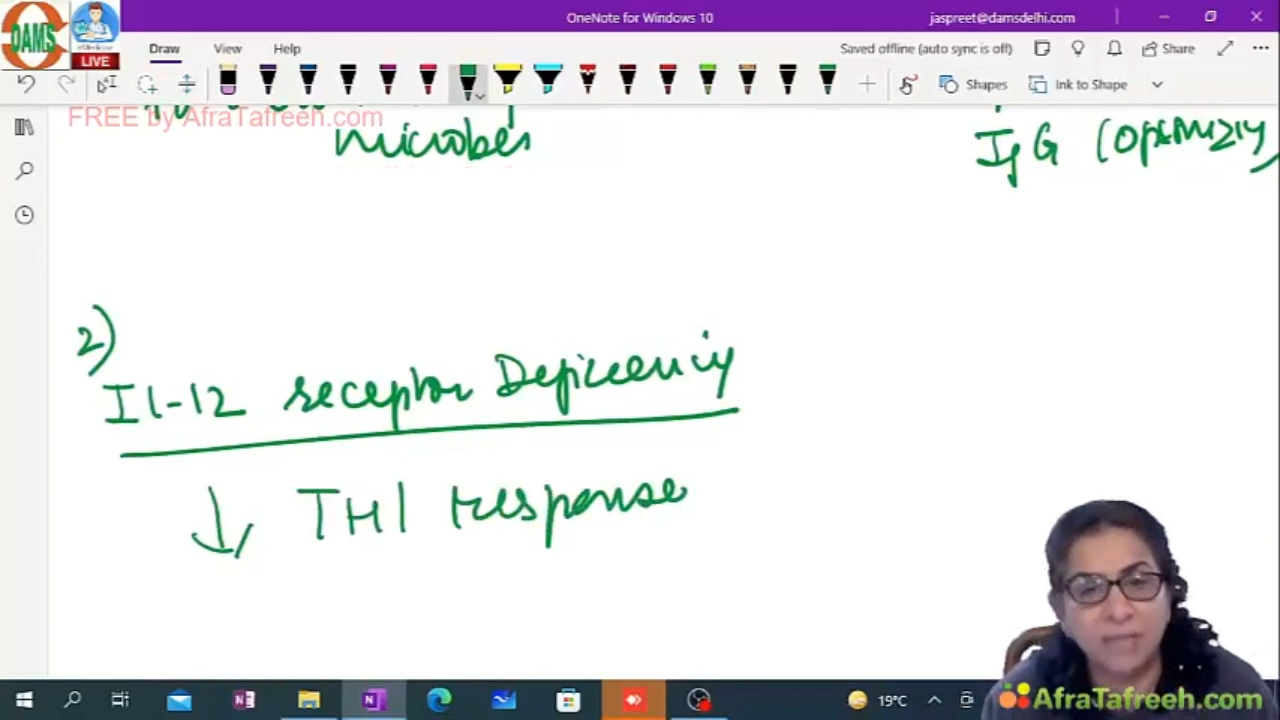 DAMS
eMedicoz
LIVE
OneNote for Windows 10
jaspreet@damsdelhi.com
Draw
View
Help
Saved offline (auto sync is off)
Share
Shapes
Ink to Shape
FREE by AfraTafreeh.com
microbes
IgG (opsonizing
2)
Il-12 receptor Deficiency
↓ TH1 response
19°C
AfraTafreeh.com